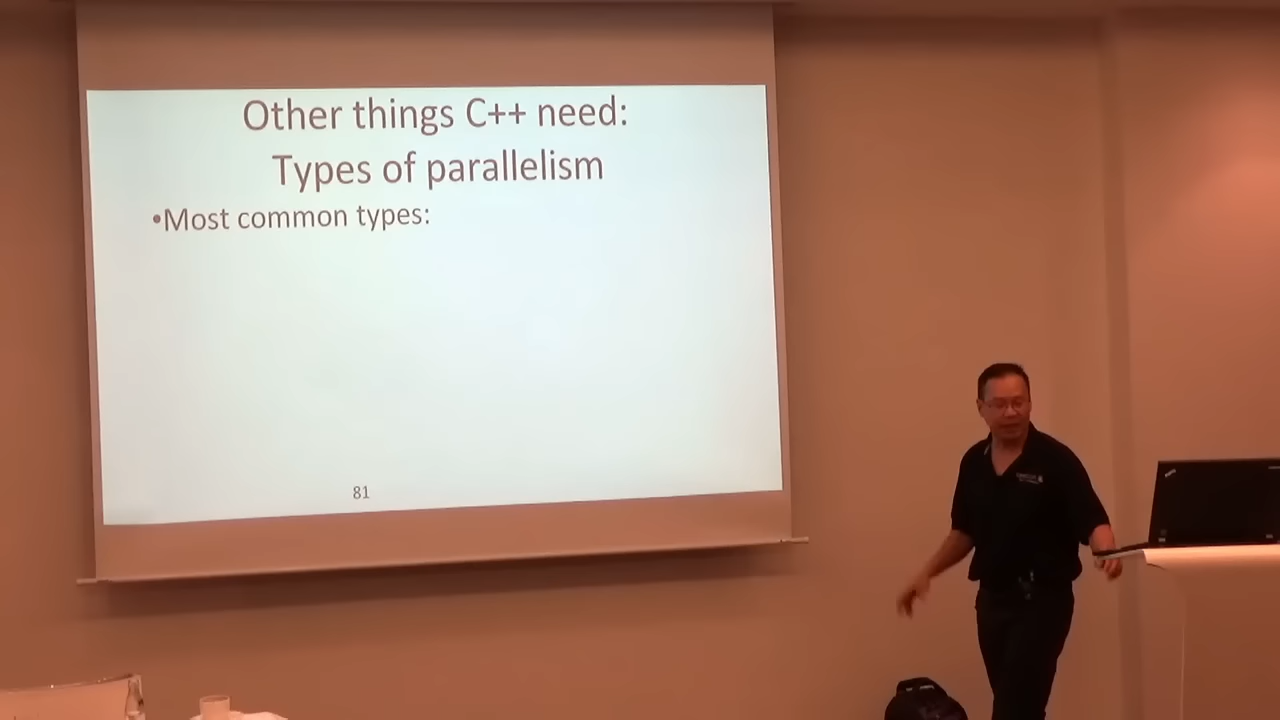 Other things C++ need:
Types of parallelism
•Most common types:
81